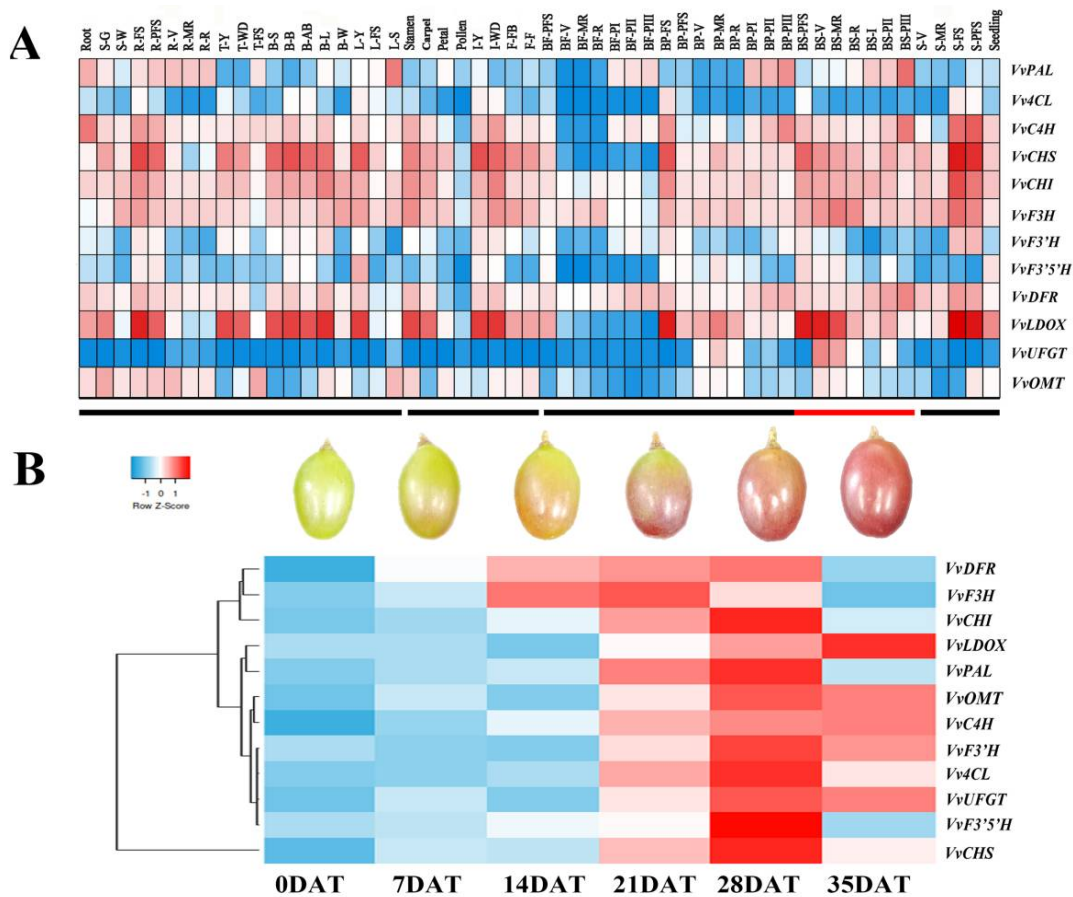 A
Root S-G S-W R-FS R-PFS R-V R-MR R-R T-Y T-WD T-FS B-S B-B B-AB B-L B-W L-Y L-FS L-S Stamen Carpel Petal Pollen I-Y I-WD F-FB F-F BF-PFS BF-V BF-MR BF-R BF-PI BF-PII BF-PIII BP-FS BP-PFS BP-V BP-MR BP-R BP-PI BP-PII BP-PIII BS-PFS BS-V BS-MR BS-R BS-I BS-PII BS-PIII S-V S-MR S-FS S-PFS Seedling
VvPAL
Vv4CL
VvC4H
VvCHS
VvCHI
VvF3H
VvF3’H
VvF3’5’H
VvDFR
VvLDOX
VvUFGT
VvOMT
B
-1 0 1
Row Z-Score
VvDFR
VvF3H
VvCHI
VvLDOX
VvPAL
VvOMT
VvC4H
VvF3’H
Vv4CL
VvUFGT
VvF3’5’H
VvCHS
0DAT 7DAT 14DAT 21DAT 28DAT 35DAT